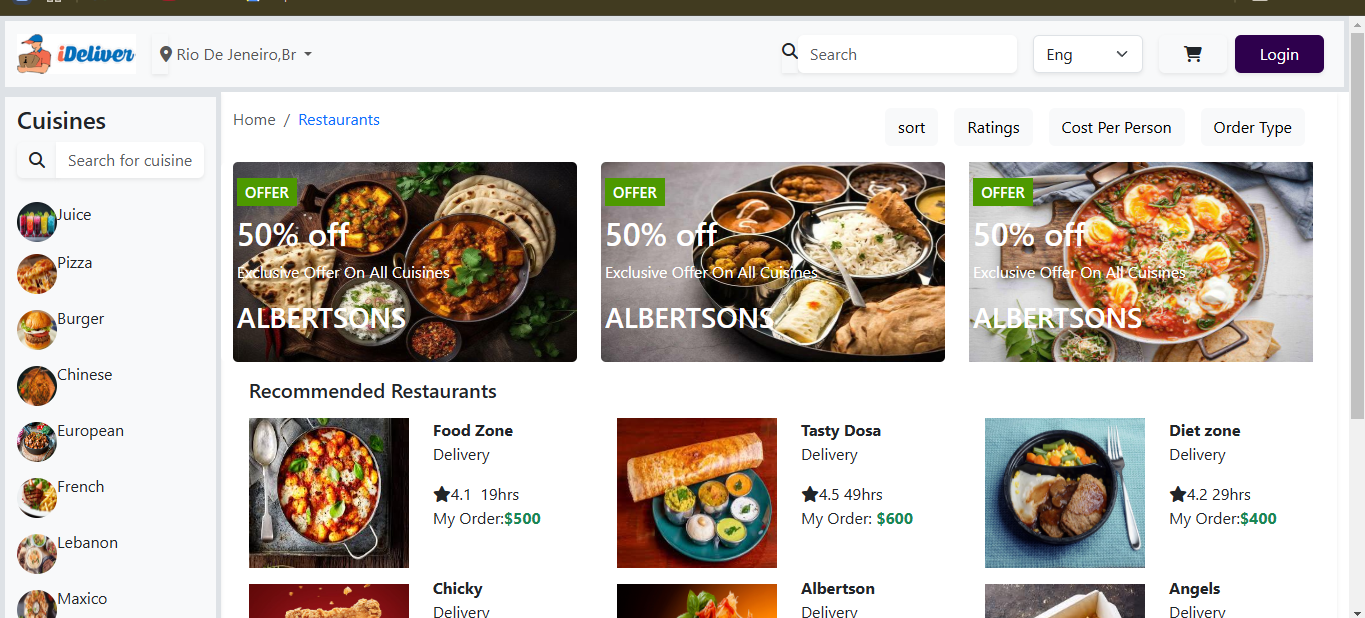 iDeliver
Rio De Jeneiro,Br
Search
Eng
Login
Cuisines
Search for cuisine
Juice
Pizza
Burger
Chinese
European
French
Lebanon
Maxico
Home / Restaurants
sort
Ratings
Cost Per Person
Order Type
OFFER
50% off
Exclusive Offer On All Cuisines
ALBERTSONS
OFFER
50% off
Exclusive Offer On All Cuisines
ALBERTSONS
OFFER
50% off
Exclusive Offer On All Cuisines
ALBERTSONS
Recommended Restaurants
Food Zone
Delivery
4.1 19hrs
My Order:$500
Tasty Dosa
Delivery
4.5 49hrs
My Order: $600
Diet zone
Delivery
4.2 29hrs
My Order:$400
Chicky
Delivery
Albertson
Delivery
Angels
Delivery